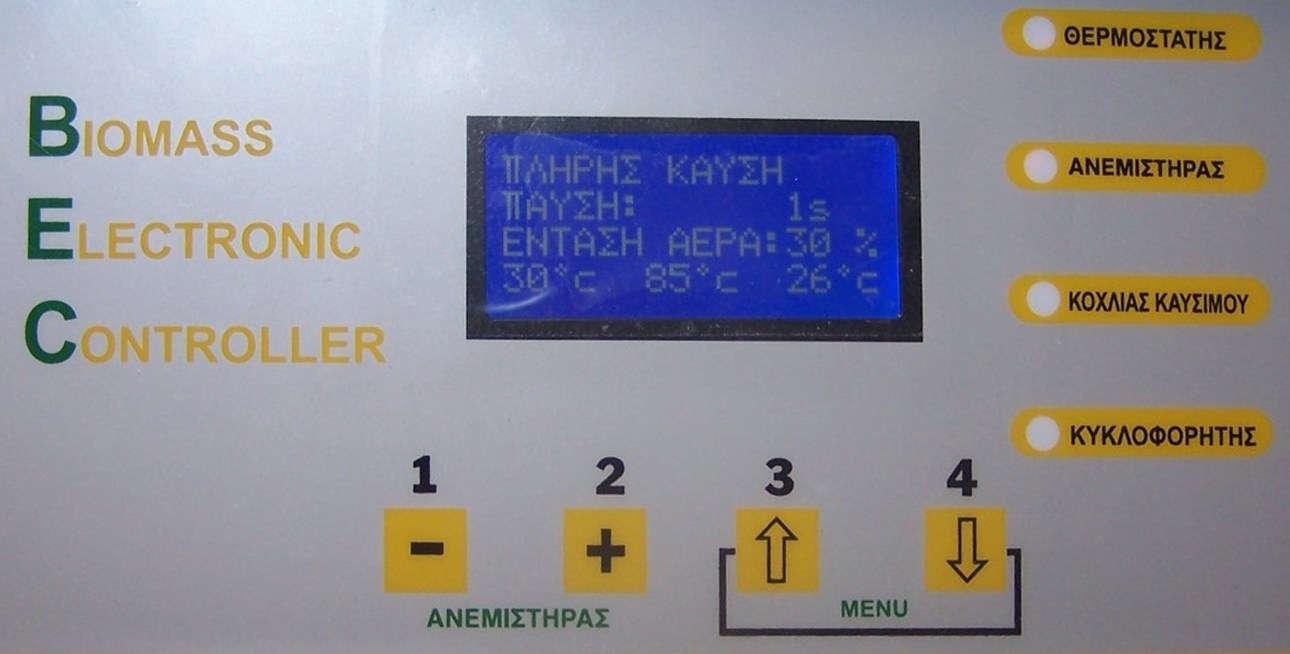 BIOMASS
ELECTRONIC
CONTROLLER
ΠΛΗΡΗΣ ΚΑΥΣΗ
ΠΑΥΣΗ: 1s
ΕΝΤΑΣΗ ΑΕΡΑ:30 %
30°c 85°c 26°c
ΘΕΡΜΟΣΤΑΤΗΣ
ΑΝΕΜΙΣΤΗΡΑΣ
ΚΟΧΛΙΑΣ ΚΑΥΣΙΜΟΥ
ΚΥΚΛΟΦΟΡΗΤΗΣ
1 2 3 4
- + ⇧ ⇩
ΑΝΕΜΙΣΤΗΡΑΣ MENU